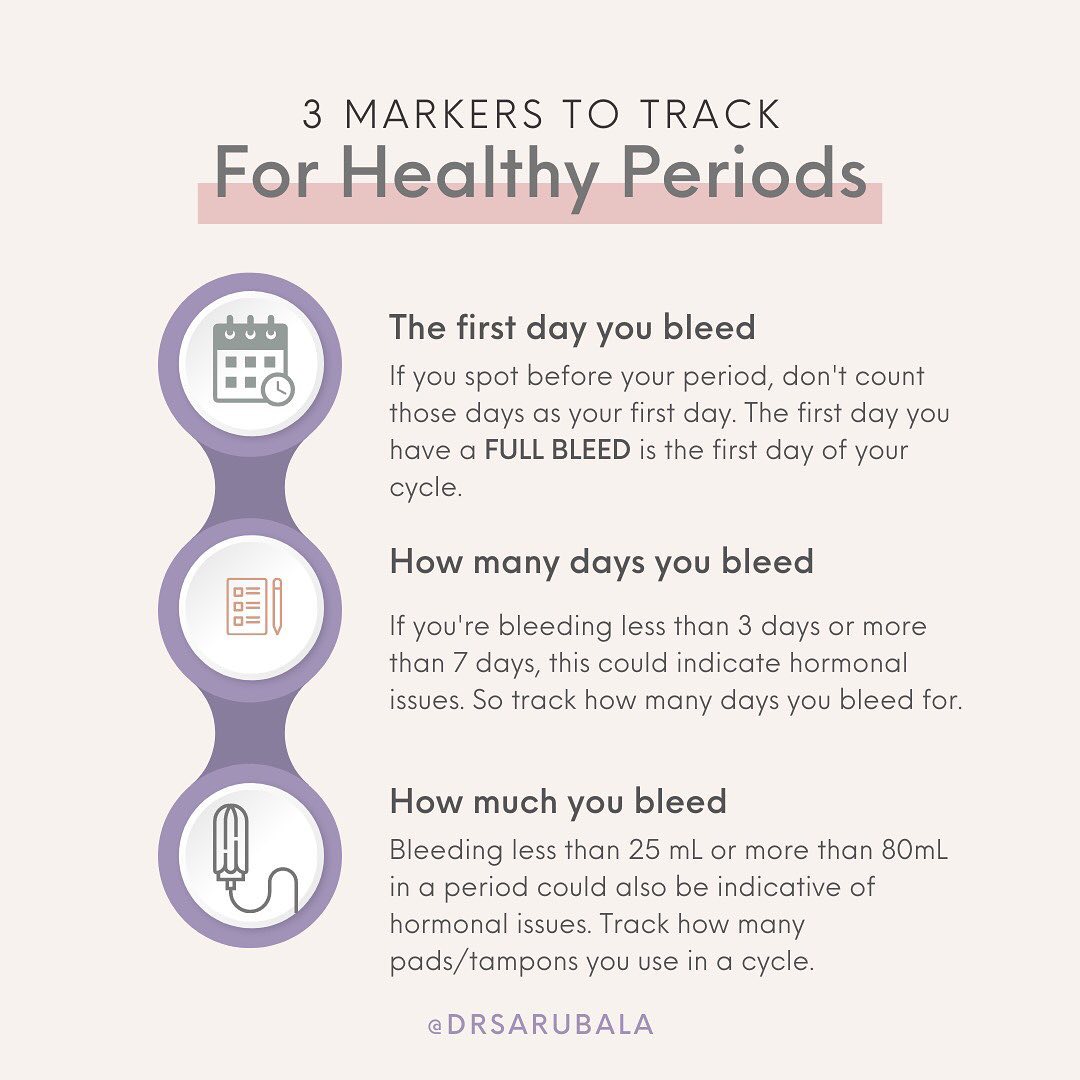 3 MARKERS TO TRACK
For Healthy Periods
The first day you bleed
If you spot before your period, don't count
those days as your first day. The first day you
have a FULL BLEED is the first day of your
cycle.
How many days you bleed
If you're bleeding less than 3 days or more
than 7 days, this could indicate hormonal
issues. So track how many days you bleed for.
How much you bleed
Bleeding less than 25 mL or more than 80mL
in a period could also be indicative of
hormonal issues. Track how many
pads/tampons you use in a cycle.
@DRSARUBALA